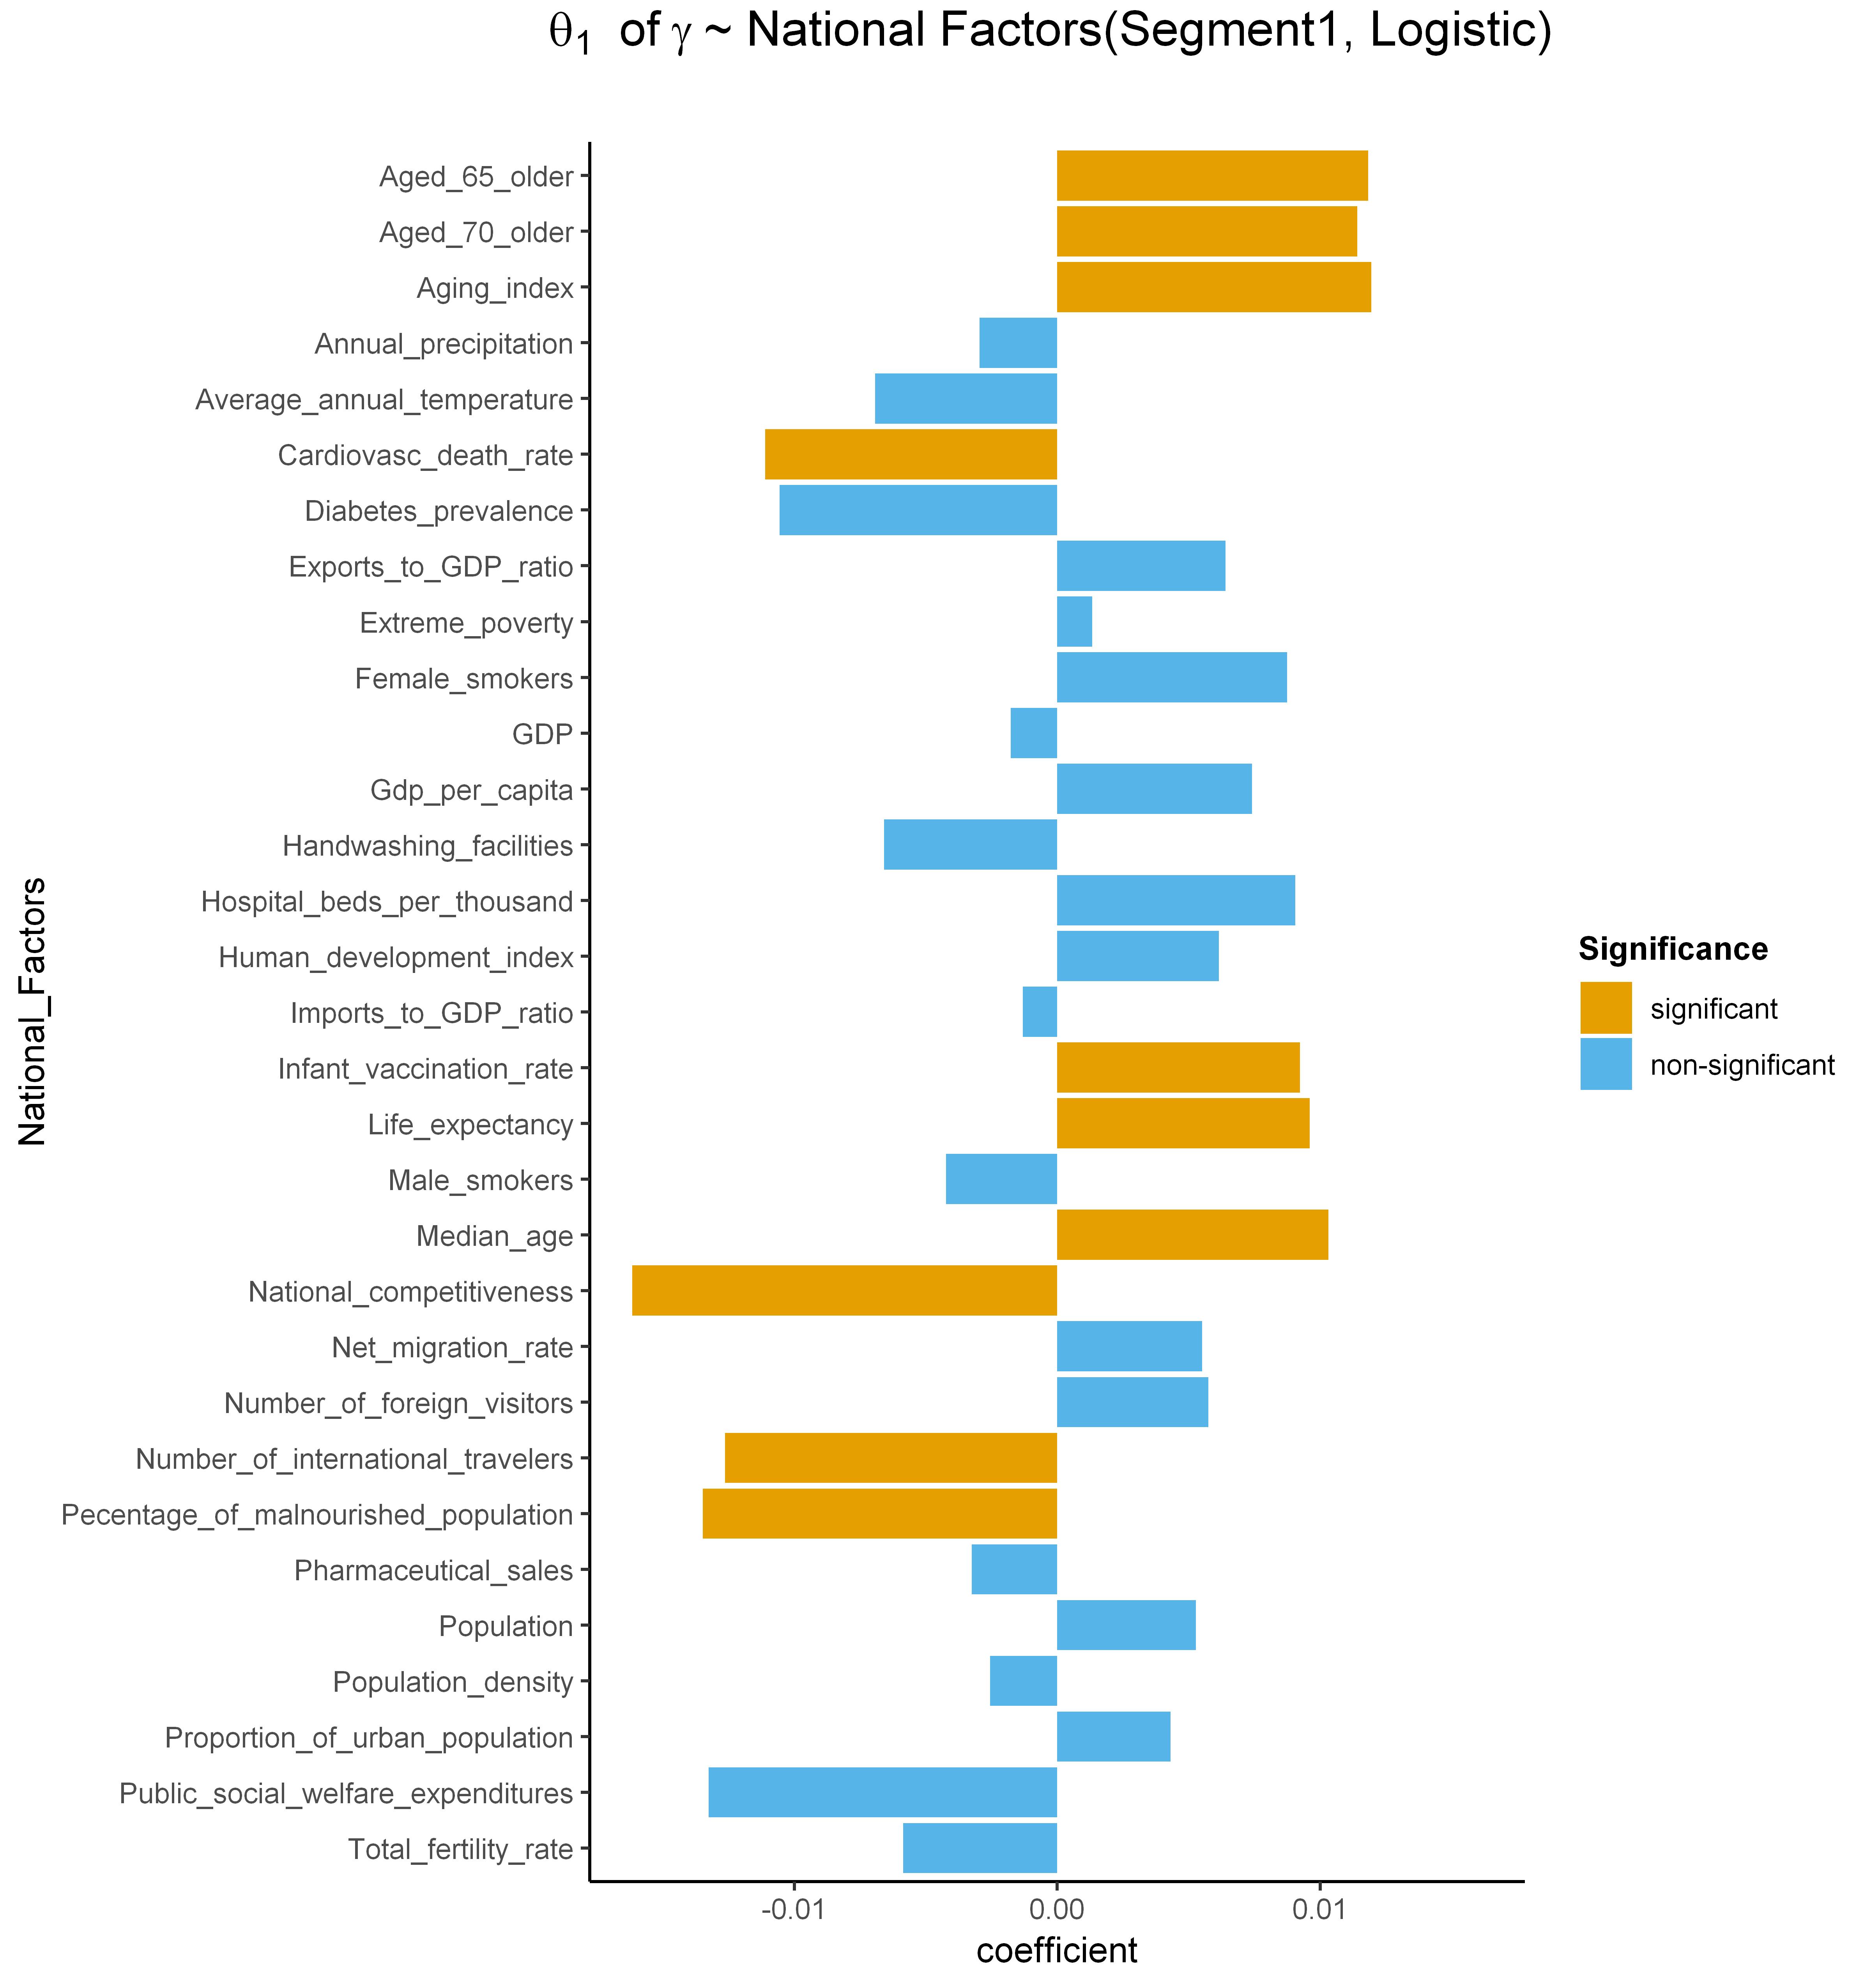 θ1 of γ ~ National Factors(Segment1, Logistic)
Aged_65_older
Aged_70_older
Aging_index
Annual_precipitation
Average_annual_temperature
Cardiovasc_death_rate
Diabetes_prevalence
Exports_to_GDP_ratio
Extreme_poverty
Female_smokers
GDP
Gdp_per_capita
Handwashing_facilities
Hospital_beds_per_thousand
Human_development_index
Imports_to_GDP_ratio
Infant_vaccination_rate
Life_expectancy
Male_smokers
Median_age
National_competitiveness
Net_migration_rate
Number_of_foreign_visitors
Number_of_international_travelers
Pecentage_of_malnourished_population
Pharmaceutical_sales
Population
Population_density
Proportion_of_urban_population
Public_social_welfare_expenditures
Total_fertility_rate
National_Factors
-0.01 0.00 0.01
coefficient
Significance
significant
non-significant